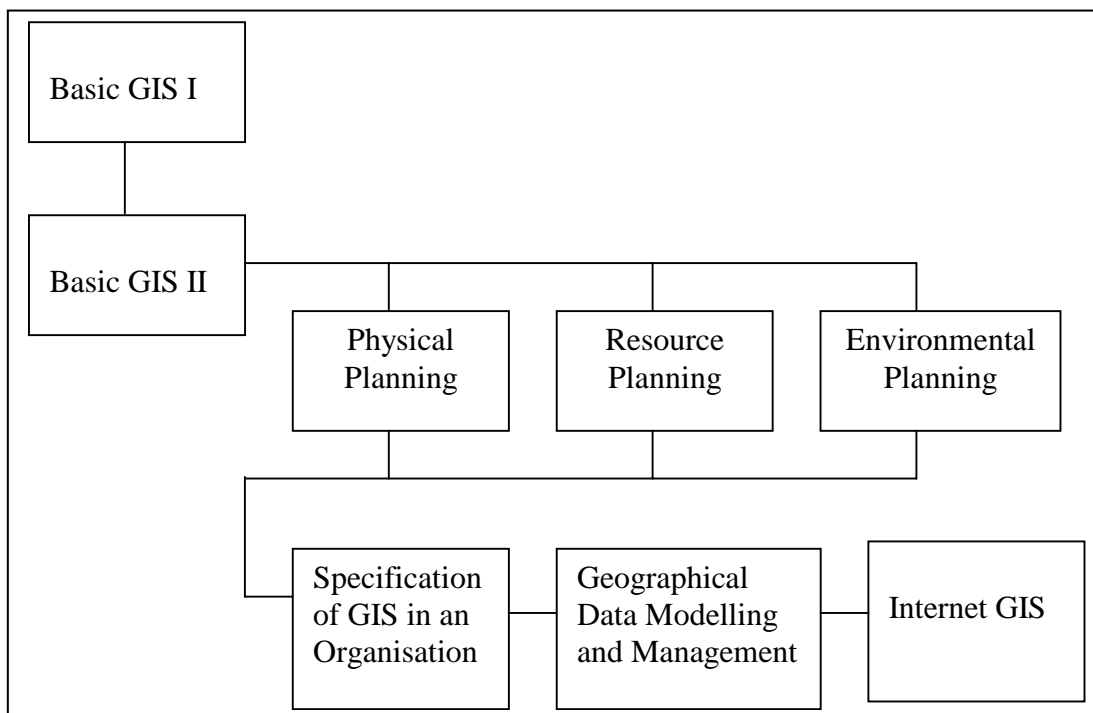 Basic GIS I
Basic GIS II
Physical
Planning
Resource
Planning
Environmental
Planning
Specification
of GIS in an
Organisation
Geographical
Data Modelling
and Management
Internet GIS